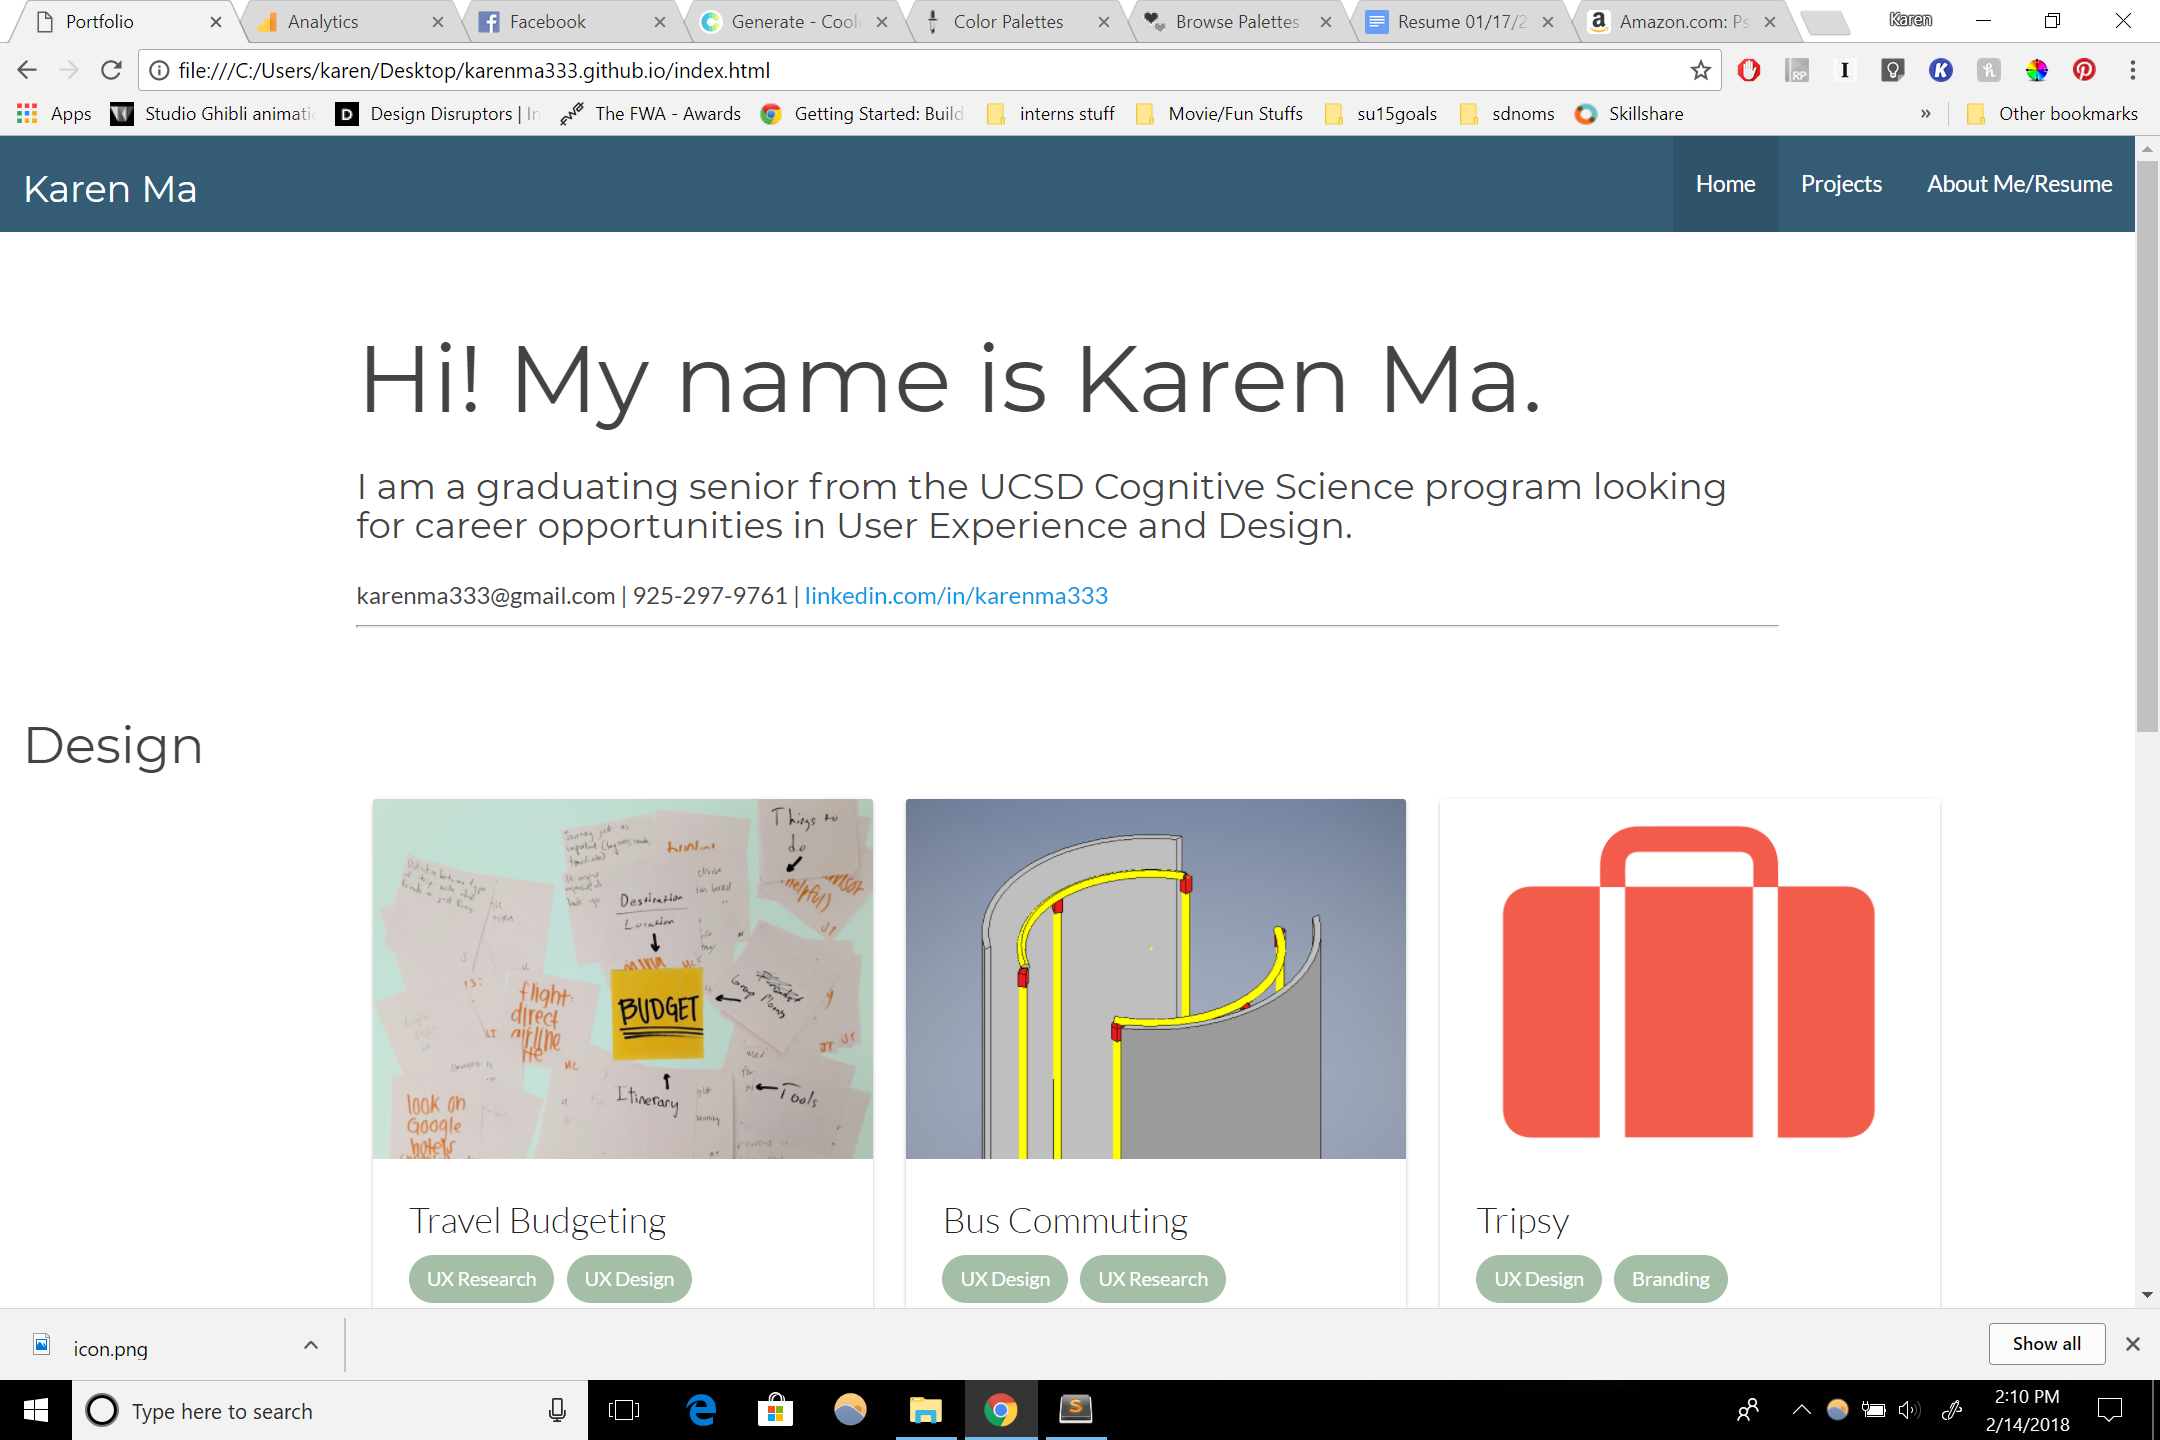 Portfolio
Analytics
Facebook
Generate - Coolo
Color Palettes
Browse Palettes
Resume 01/17/2
Amazon.com: Ps
Karen
file:///C:/Users/karen/Desktop/karenma333.github.io/index.html
Apps
Studio Ghibli animati
Design Disruptors | In
The FWA - Awards
Getting Started: Build
interns stuff
Movie/Fun Stuffs
su15goals
sdnoms
Skillshare
»
Other bookmarks
Karen Ma
Home
Projects
About Me/Resume
Hi! My name is Karen Ma.
I am a graduating senior from the UCSD Cognitive Science program looking
for career opportunities in User Experience and Design.
karenma333@gmail.com | 925-297-9761 | linkedin.com/in/karenma333
Design
Things to
do
helpful)
Destination
Location
BUDGET
Group Money
flight
direct
airline
site
JT
Itinerary
Tools
look on
Google
hotels
Travel Budgeting
UX Research
UX Design
Bus Commuting
UX Design
UX Research
Tripsy
UX Design
Branding
icon.png
Show all
Type here to search
2:10 PM
2/14/2018